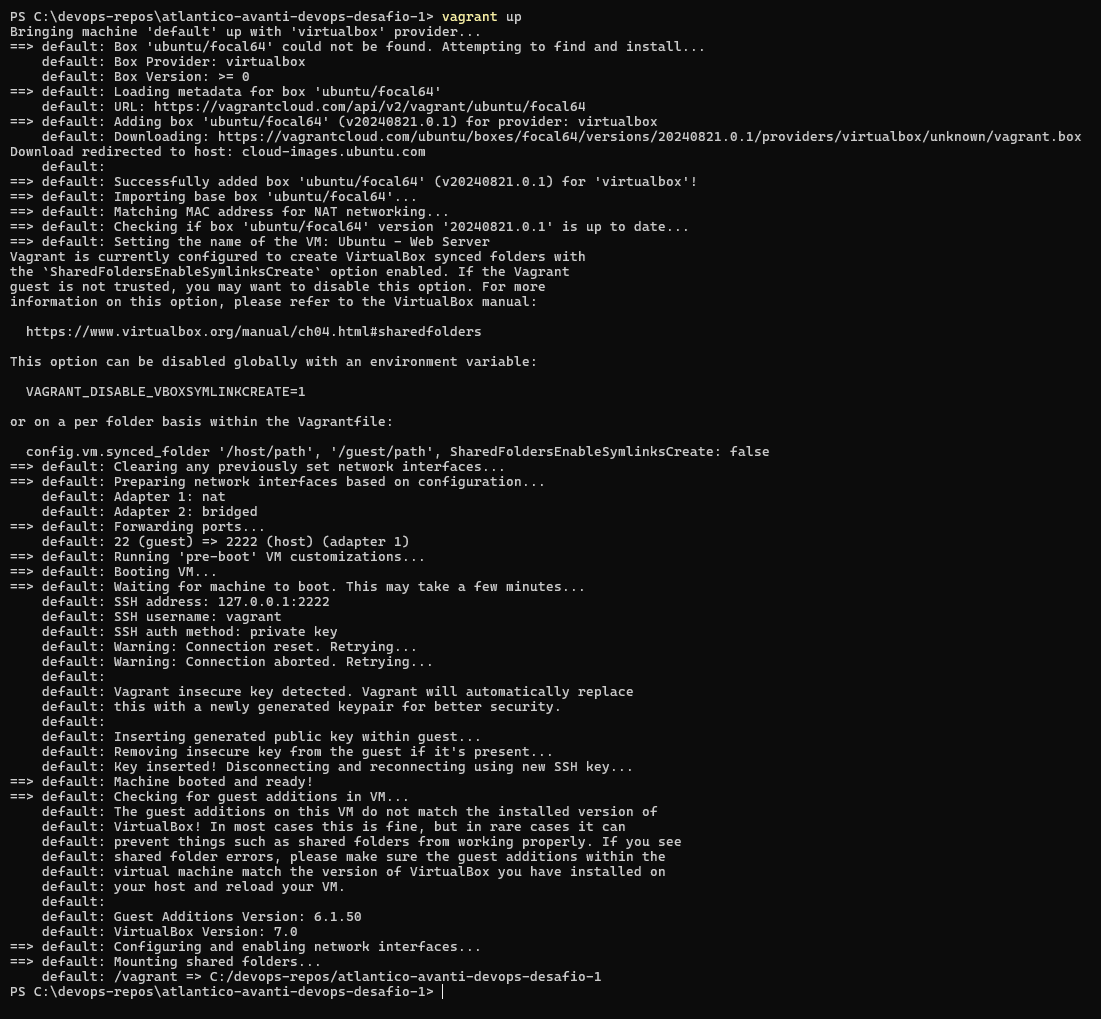 PS C:\devops-repos\atlantico-avanti-devops-desafio-1> vagrant up
Bringing machine 'default' up with 'virtualbox' provider...
==> default: Box 'ubuntu/focal64' could not be found. Attempting to find and install...
    default: Box Provider: virtualbox
    default: Box Version: >= 0
==> default: Loading metadata for box 'ubuntu/focal64'
    default: URL: https://vagrantcloud.com/api/v2/vagrant/ubuntu/focal64
==> default: Adding box 'ubuntu/focal64' (v20240821.0.1) for provider: virtualbox
    default: Downloading: https://vagrantcloud.com/ubuntu/boxes/focal64/versions/20240821.0.1/providers/virtualbox/unknown/vagrant.box
Download redirected to host: cloud-images.ubuntu.com
    default:
==> default: Successfully added box 'ubuntu/focal64' (v20240821.0.1) for 'virtualbox'!
==> default: Importing base box 'ubuntu/focal64'...
==> default: Matching MAC address for NAT networking...
==> default: Checking if box 'ubuntu/focal64' version '20240821.0.1' is up to date...
==> default: Setting the name of the VM: Ubuntu - Web Server
Vagrant is currently configured to create VirtualBox synced folders with
the `SharedFoldersEnableSymlinksCreate` option enabled. If the Vagrant
guest is not trusted, you may want to disable this option. For more
information on this option, please refer to the VirtualBox manual:

  https://www.virtualbox.org/manual/ch04.html#sharedfolders

This option can be disabled globally with an environment variable:

  VAGRANT_DISABLE_VBOXSYMLINKCREATE=1

or on a per folder basis within the Vagrantfile:

  config.vm.synced_folder '/host/path', '/guest/path', SharedFoldersEnableSymlinksCreate: false
==> default: Clearing any previously set network interfaces...
==> default: Preparing network interfaces based on configuration...
    default: Adapter 1: nat
    default: Adapter 2: bridged
==> default: Forwarding ports...
    default: 22 (guest) => 2222 (host) (adapter 1)
==> default: Running 'pre-boot' VM customizations...
==> default: Booting VM...
==> default: Waiting for machine to boot. This may take a few minutes...
    default: SSH address: 127.0.0.1:2222
    default: SSH username: vagrant
    default: SSH auth method: private key
    default: Warning: Connection reset. Retrying...
    default: Warning: Connection aborted. Retrying...
    default:
    default: Vagrant insecure key detected. Vagrant will automatically replace
    default: this with a newly generated keypair for better security.
    default:
    default: Inserting generated public key within guest...
    default: Removing insecure key from the guest if it's present...
    default: Key inserted! Disconnecting and reconnecting using new SSH key...
==> default: Machine booted and ready!
==> default: Checking for guest additions in VM...
    default: The guest additions on this VM do not match the installed version of
    default: VirtualBox! In most cases this is fine, but in rare cases it can
    default: prevent things such as shared folders from working properly. If you see
    default: shared folder errors, please make sure the guest additions within the
    default: virtual machine match the version of VirtualBox you have installed on
    default: your host and reload your VM.
    default:
    default: Guest Additions Version: 6.1.50
    default: VirtualBox Version: 7.0
==> default: Configuring and enabling network interfaces...
==> default: Mounting shared folders...
    default: /vagrant => C:/devops-repos/atlantico-avanti-devops-desafio-1
PS C:\devops-repos\atlantico-avanti-devops-desafio-1>